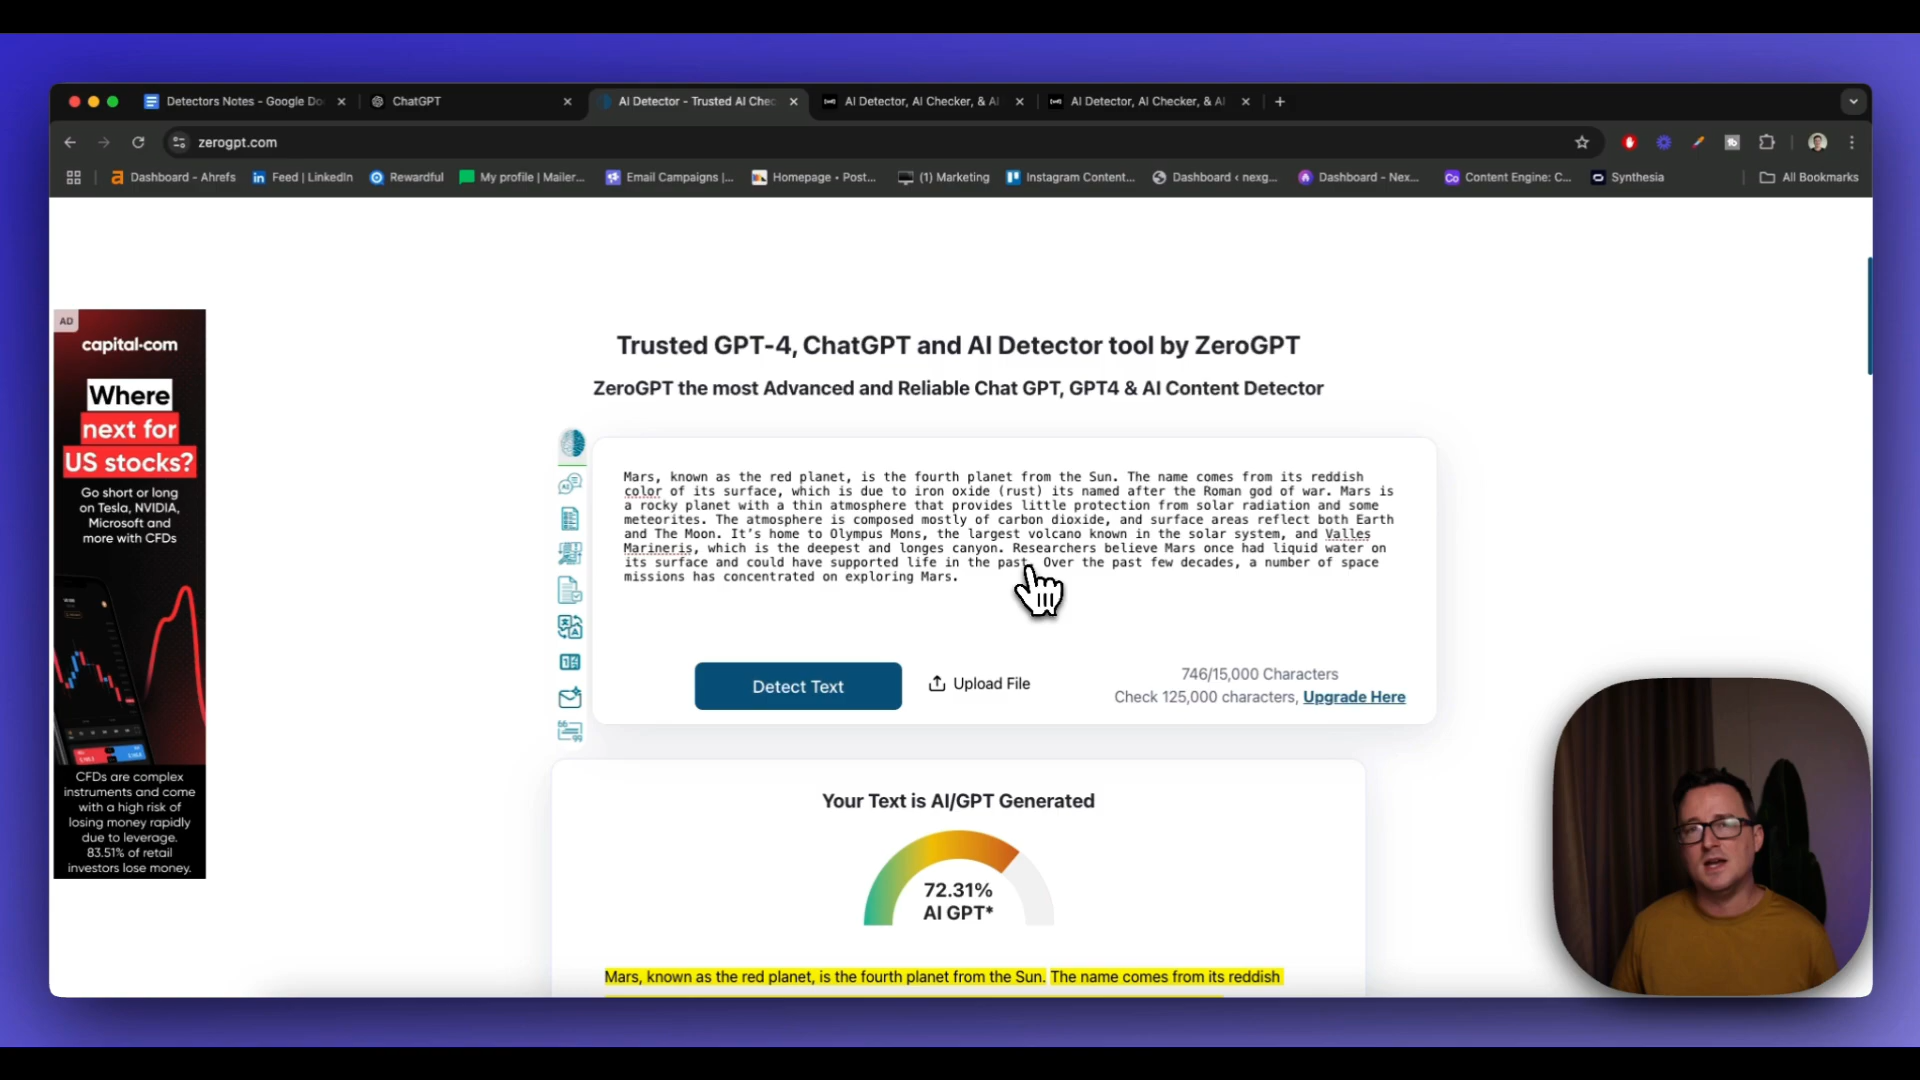 Detectors Notes - Google Do
ChatGPT
AI Detector - Trusted AI Chec
AI Detector, AI Checker, & AI
AI Detector, AI Checker, & AI
zerogpt.com
Dashboard - Ahrefs
Feed | LinkedIn
Rewardful
My profile | Mailer...
Email Campaigns |...
Homepage • Post...
(1) Marketing
Instagram Content...
Dashboard ‹ nexg...
Dashboard - Nex...
Content Engine: C...
Synthesia
All Bookmarks
AD
capital.com
Where
next for
US stocks?
Go short or long
on Tesla, NVIDIA,
Microsoft and
more with CFDs
CFDs are complex
instruments and come
with a high risk of
losing money rapidly
due to leverage.
83.51% of retail
investors lose money.
Trusted GPT-4, ChatGPT and AI Detector tool by ZeroGPT
ZeroGPT the most Advanced and Reliable Chat GPT, GPT4 & AI Content Detector
Mars, known as the red planet, is the fourth planet from the Sun. The name comes from its reddish
color of its surface, which is due to iron oxide (rust) its named after the Roman god of war. Mars is
a rocky planet with a thin atmosphere that provides little protection from solar radiation and some
meteorites. The atmosphere is composed mostly of carbon dioxide, and surface areas reflect both Earth
and The Moon. It's home to Olympus Mons, the largest volcano known in the solar system, and Valles
Marineris, which is the deepest and longes canyon. Researchers believe Mars once had liquid water on
its surface and could have supported life in the past. Over the past few decades, a number of space
missions has concentrated on exploring Mars.
Detect Text
Upload File
746/15,000 Characters
Check 125,000 characters, Upgrade Here
Your Text is AI/GPT Generated
72.31%
AI GPT*
Mars, known as the red planet, is the fourth planet from the Sun. The name comes from its reddish